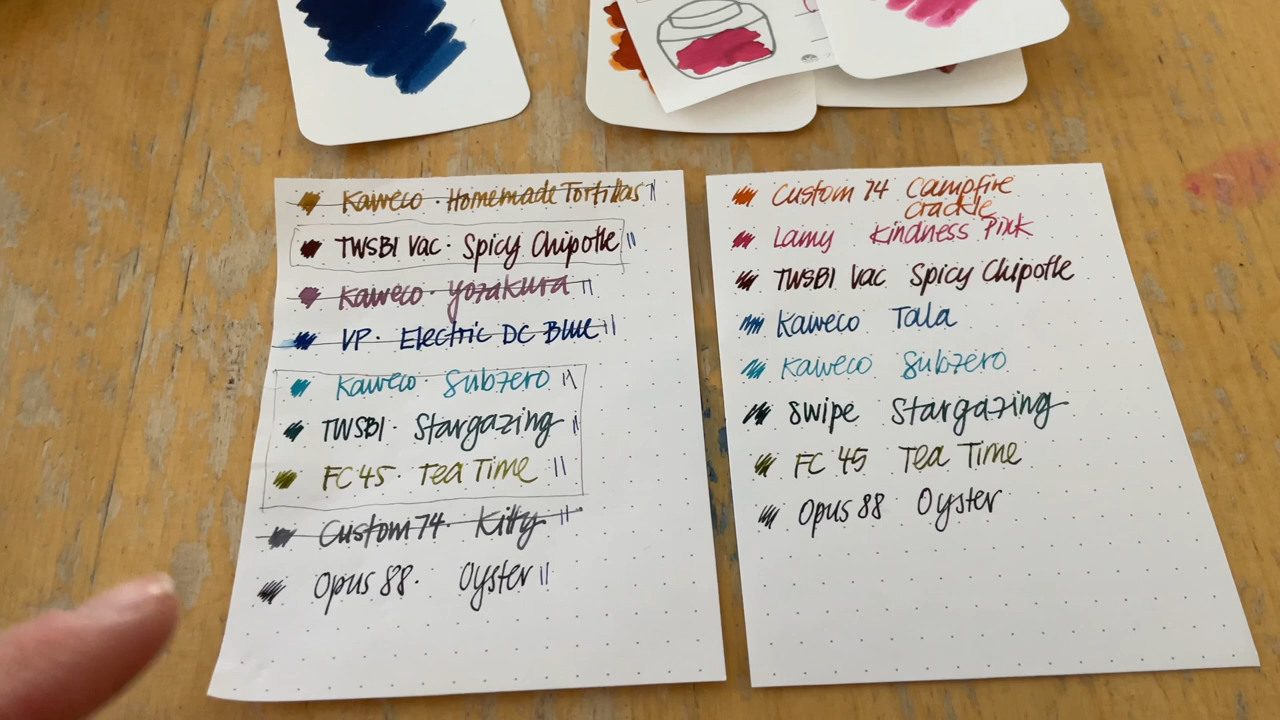 Kaweco · Homemade Tortillas
TWSBI Vac · Spicy Chipotle
Kaweco · Yozakura
VP · Electric DC Blue
Kaweco · Subzero
TWSBI · Stargazing
FC 45 · Tea Time
Custom 74 · Kitty
Opus 88 · Oyster
Custom 74 Campfire
Crackle
Lamy Kindness Pink
TWSBI Vac Spicy Chipotle
Kaweco Tala
Kaweco Subzero
Swipe Stargazing
FC 45 Tea Time
Opus 88 Oyster